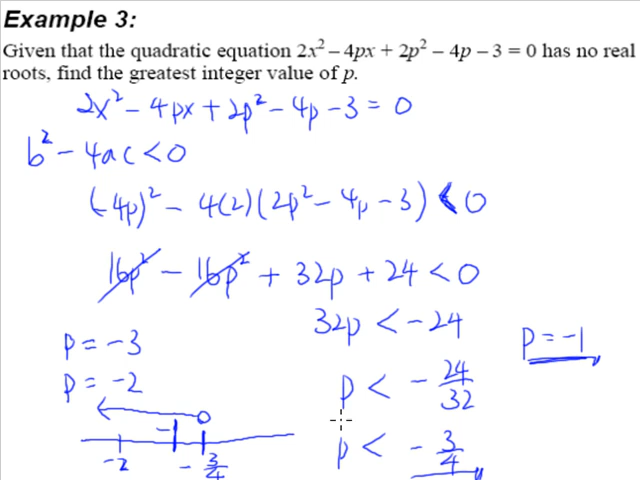 Example 3:
Given that the quadratic equation 2x² − 4px + 2p² − 4p − 3 = 0 has no real
roots, find the greatest integer value of p.
2x² − 4px + 2p² − 4p − 3 = 0
b² − 4ac < 0
(−4p)² − 4(2)(2p² − 4p − 3) < 0
16p² − 16p² + 32p + 24 < 0
32p < −24
p = −3
p = −1
p = −2
p < − 24/32
−1
−2
− 3/4
p < − 3/4